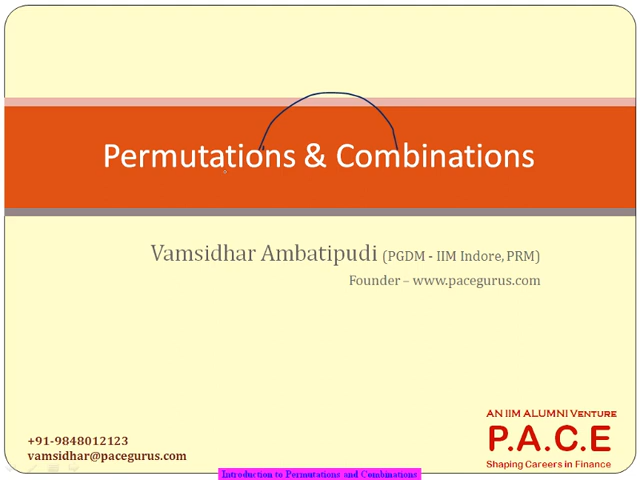 Permutations & Combinations
Vamsidhar Ambatipudi (PGDM - IIM Indore, PRM)
Founder – www.pacegurus.com
AN IIM ALUMNI VENTURE
P.A.C.E
Shaping Careers in Finance
+91-9848012123
vamsidhar@pacegurus.com
Introduction to Permutations and Combinations